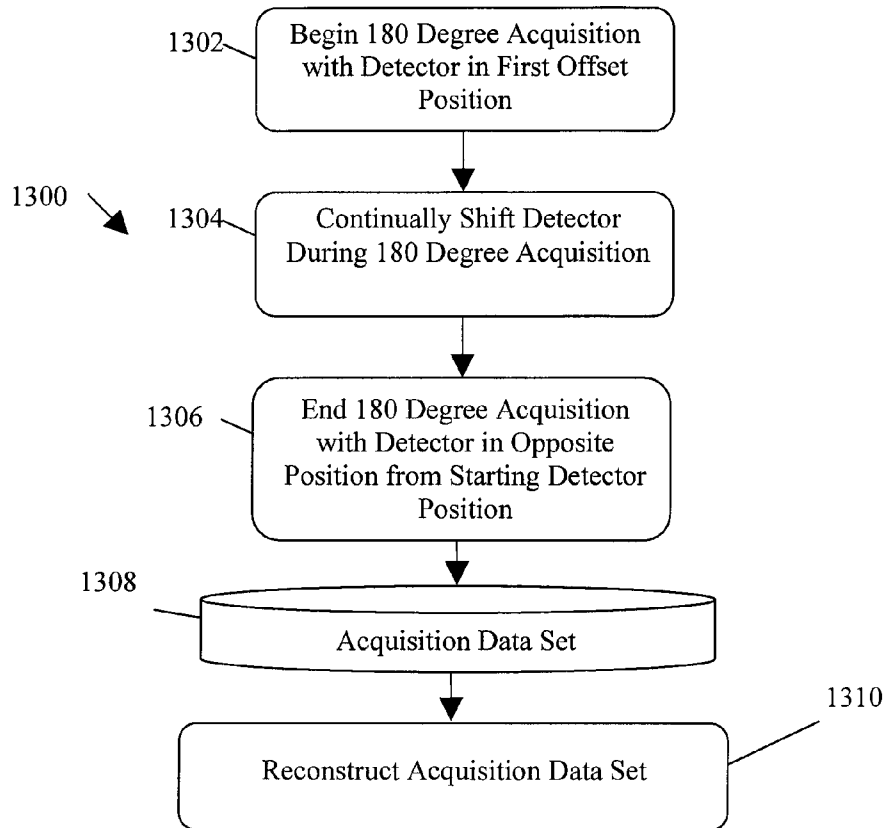 1302
Begin 180 Degree Acquisition
with Detector in First Offset
Position
1300
1304
Continually Shift Detector
During 180 Degree Acquisition
1306
End 180 Degree Acquisition
with Detector in Opposite
Position from Starting Detector
Position
1308
Acquisition Data Set
1310
Reconstruct Acquisition Data Set